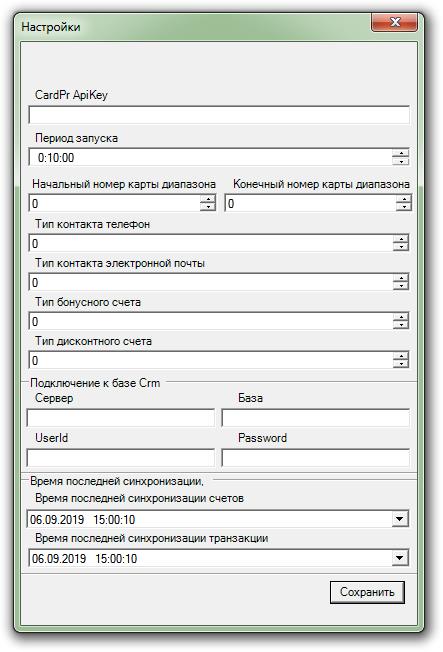 Настройки
CardPr ApiKey
Период запуска
0:10:00
Начальный номер карты диапазона Конечный номер карты диапазона
0 0
Тип контакта телефон
0
Тип контакта электронной почты
0
Тип бонусного счета
0
Тип дисконтного счета
0
Подключение к базе Crm
Сервер База
UserId Password
Время последней синхронизации,
Время последней синхронизации счетов
06.09.2019 15:00:10
Время последней синхронизации транзакции
06.09.2019 15:00:10
Сохранить